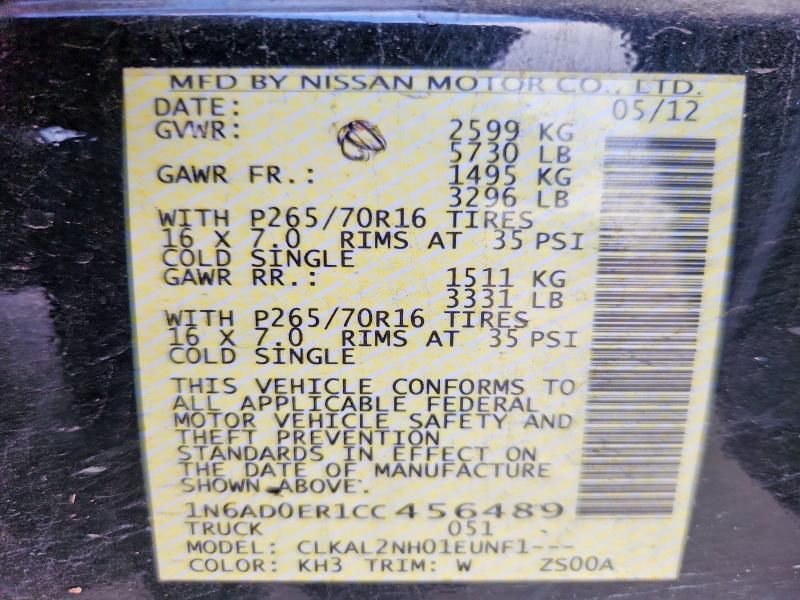 MFD BY NISSAN MOTOR CO., LTD.
DATE: 05/12
GVWR: 2599 KG
5730 LB
GAWR FR.: 1495 KG
3296 LB
WITH P265/70R16 TIRES
16 X 7.0 RIMS AT 35 PSI
COLD SINGLE
GAWR RR.: 1511 KG
3331 LB
WITH P265/70R16 TIRES
16 X 7.0 RIMS AT 35 PSI
COLD SINGLE
THIS VEHICLE CONFORMS TO
ALL APPLICABLE FEDERAL
MOTOR VEHICLE SAFETY AND
THEFT PREVENTION
STANDARDS IN EFFECT ON
THE DATE OF MANUFACTURE
SHOWN ABOVE.
1N6AD0ER1CC456489
TRUCK 051
MODEL: CLKAL2NH01EUNF1---
COLOR: KH3 TRIM: W ZS00A